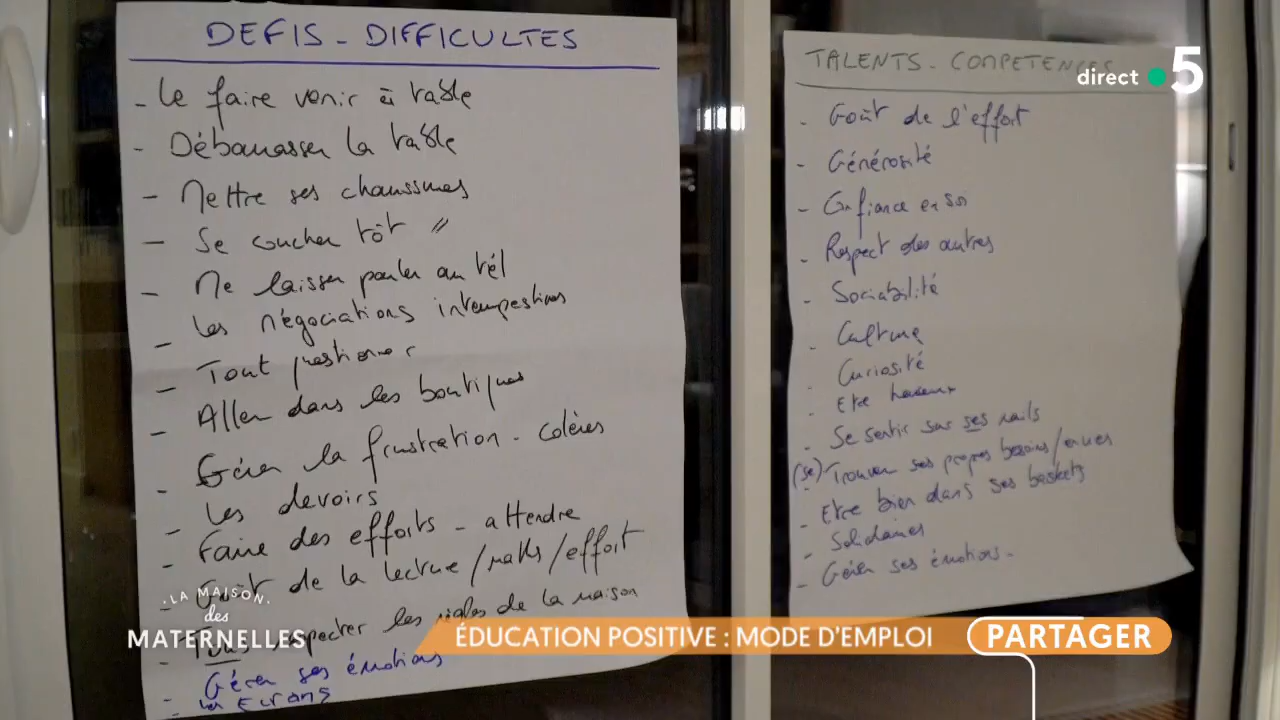 DEFIS - DIFFICULTES
- Le faire venir à table
- Débarrasser la table
- Mettre ses chaussures
- Se coucher tôt
- Me laisser parler au tél
- Les négociations intempestives
- Tout questionner
- Aller dans les boutiques
- Gérer la frustration - colères
- Les devoirs
- Faire des efforts - attendre
- Goût de la lecture/maths/effort
- Tous respecter les règles de la maison
- Gérer ses émotions
- Les Ecrans
TALENTS - COMPETENCES
- Goût de l'effort
- Générosité
- Confiance en soi
- Respect des autres
- Sociabilité
- Culture
- Curiosité
- Etre heureux
- Se sentir sur ses rails
- (se) Trouver ses propres besoins/envies
- Etre bien dans ses baskets
- Solidaires
- Gérer ses émotions.
direct 5
.LA MAISON.
des
MATERNELLES
ÉDUCATION POSITIVE : MODE D'EMPLOI
PARTAGER